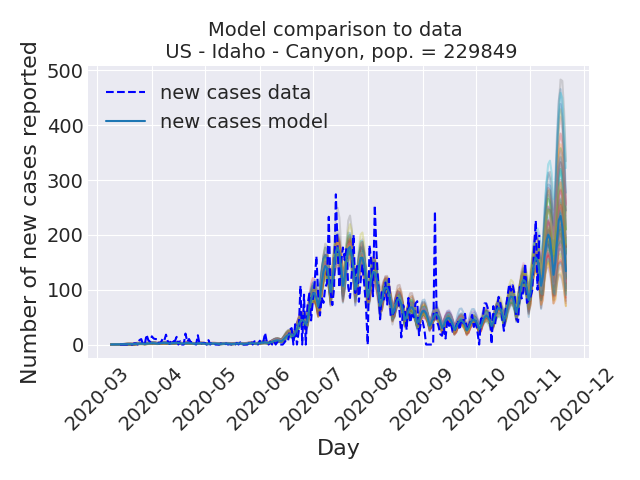 Model comparison to data
US - Idaho - Canyon, pop. = 229849
Number of new cases reported
500
400
300
200
100
0
new cases data
new cases model
2020-03
2020-04
2020-05
2020-06
2020-07
2020-08
2020-09
2020-10
2020-11
2020-12
Day